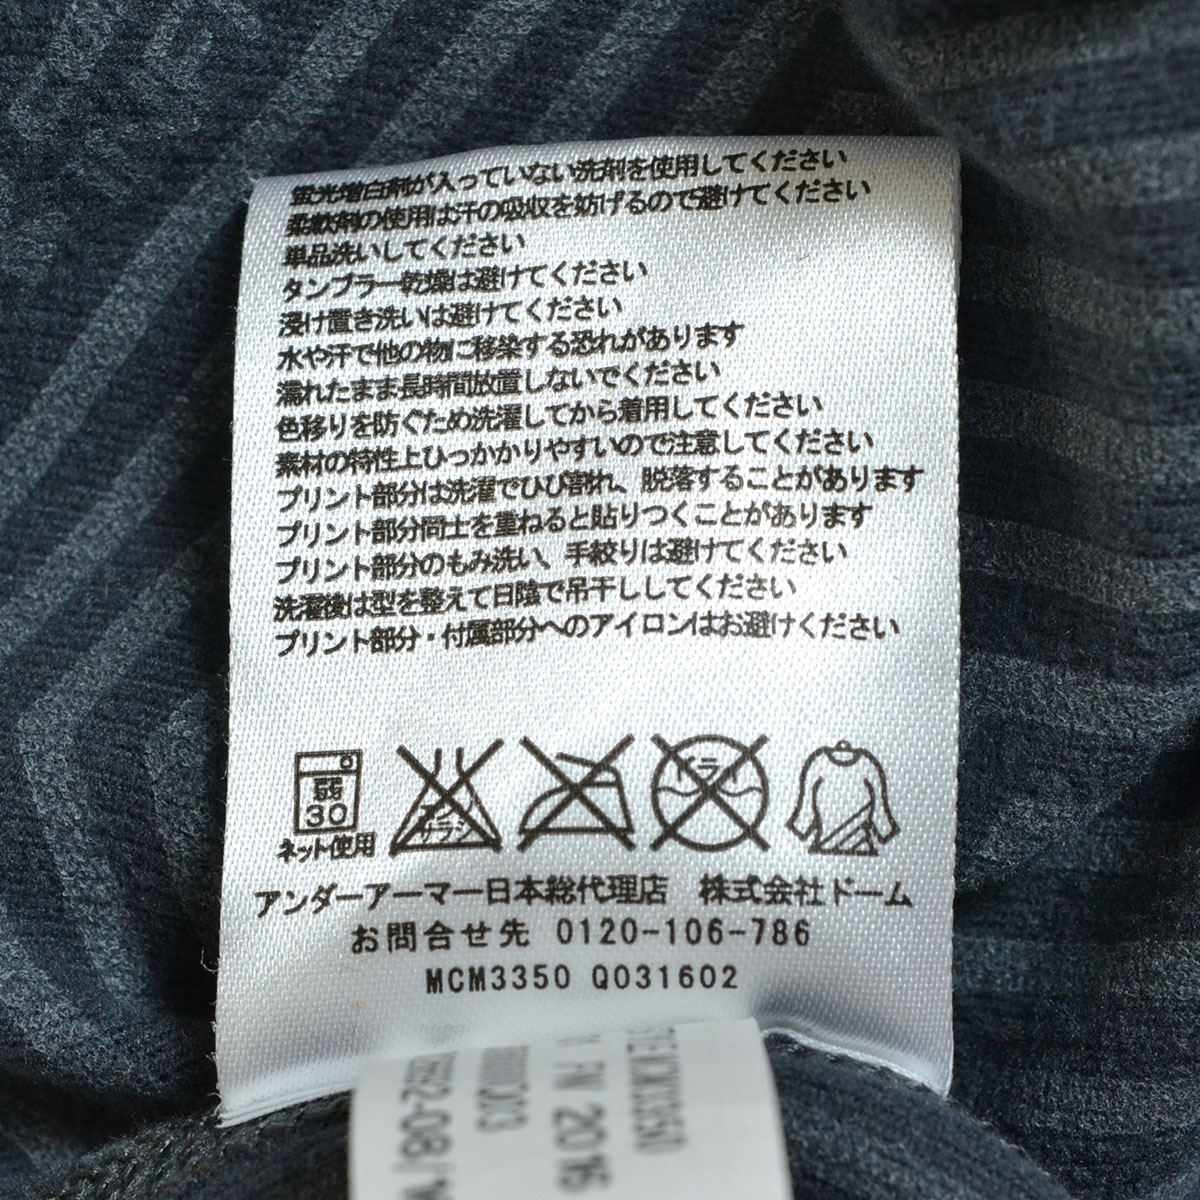 蛍光増白剤が入っていない洗剤を使用してください
柔軟剤の使用は汗の吸収を妨げるので避けてください
単品洗いしてください
タンブラー乾燥は避けてください
浸け置き洗いは避けてください
水や汗で他の物に移染する恐れがあります
濡れたまま長時間放置しないでください
色移りを防ぐため洗濯してから着用してください
素材の特性上ひっかかりやすいので注意してください
プリント部分は洗濯でひび割れ、脱落することがあります
プリント部分同士を重ねると貼りつくことがあります
プリント部分のもみ洗い、手絞りは避けてください
洗濯後は型を整えて日陰で吊干ししてください
プリント部分・付属部分へのアイロンはお避けください
弱
30
ネット使用
エンソ
サラシ
ドライ
アンダーアーマー日本総代理店 株式会社ドーム
お問合せ先 0120-106-786
MCM3350 Q031602
FW 2016